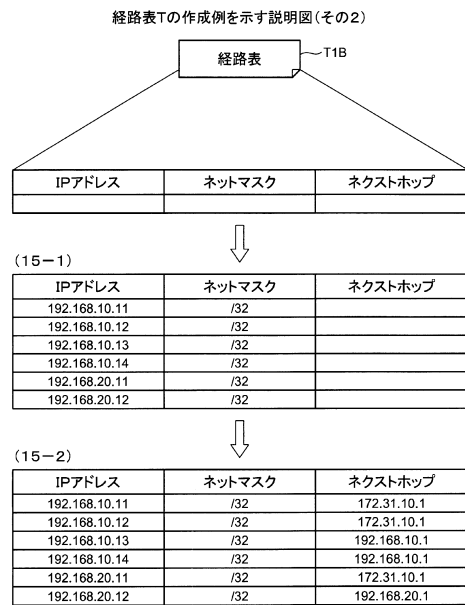 経路表Tの作成例を示す説明図(その2)
経路表
T1B
IPアドレス ネットマスク ネクストホップ
(15-1)
IPアドレス ネットマスク ネクストホップ
192.168.10.11 /32
192.168.10.12 /32
192.168.10.13 /32
192.168.10.14 /32
192.168.20.11 /32
192.168.20.12 /32
(15-2)
IPアドレス ネットマスク ネクストホップ
192.168.10.11 /32 172.31.10.1
192.168.10.12 /32 172.31.10.1
192.168.10.13 /32 192.168.10.1
192.168.10.14 /32 192.168.10.1
192.168.20.11 /32 172.31.10.1
192.168.20.12 /32 192.168.20.1